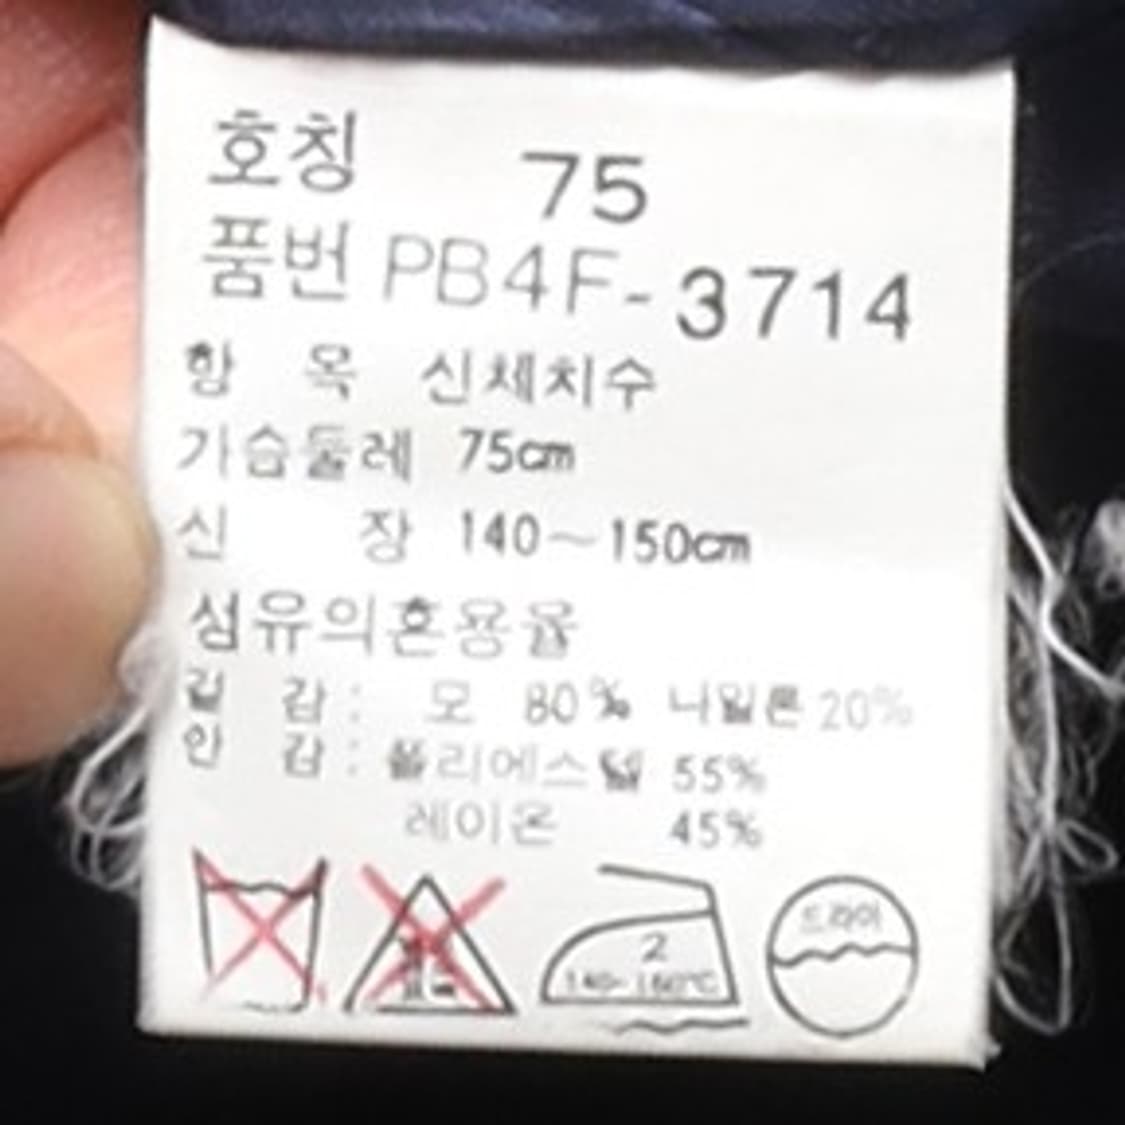 호칭 75
품번 PB4F-3714
항 목 신체치수
가슴둘레 75cm
신 장 140~150cm
섬유의혼용율
겉 감: 모 80% 나일론 20%
안 감: 폴리에스텔 55%
레이온 45%
2 드라이
140-160℃